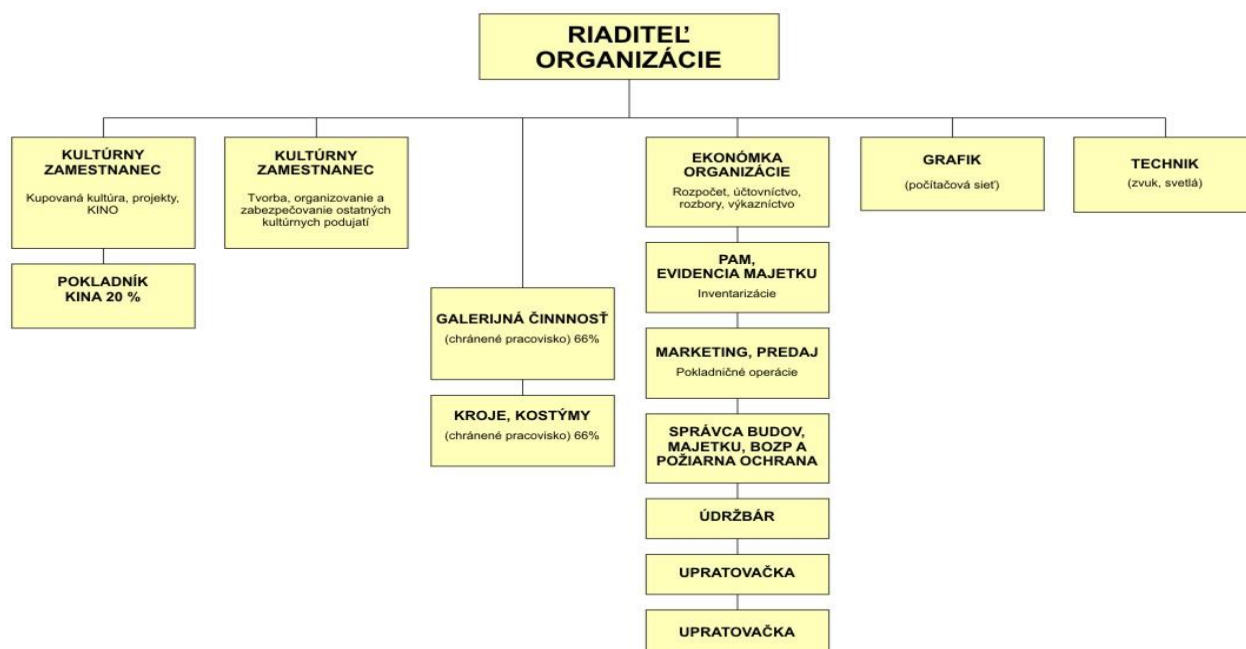 RIADITEĽ
ORGANIZÁCIE
KULTÚRNY
ZAMESTNANEC
Kupovaná kultúra, projekty,
KINO
POKLADNÍK
KINA 20 %
KULTÚRNY
ZAMESTNANEC
Tvorba, organizovanie a
zabezpečovanie ostatných
kultúrnych podujatí
GALERIJNÁ ČINNNOSŤ
(chránené pracovisko) 66%
KROJE, KOSTÝMY
(chránené pracovisko) 66%
EKONÓMKA
ORGANIZÁCIE
Rozpočet, účtovníctvo,
rozbory, výkazníctvo
PAM,
EVIDENCIA MAJETKU
Inventarizácie
MARKETING, PREDAJ
Pokladničné operácie
SPRÁVCA BUDOV,
MAJETKU, BOZP A
POŽIARNA OCHRANA
ÚDRŽBÁR
UPRATOVAČKA
UPRATOVAČKA
GRAFIK
(počítačová sieť)
TECHNIK
(zvuk, svetlá)